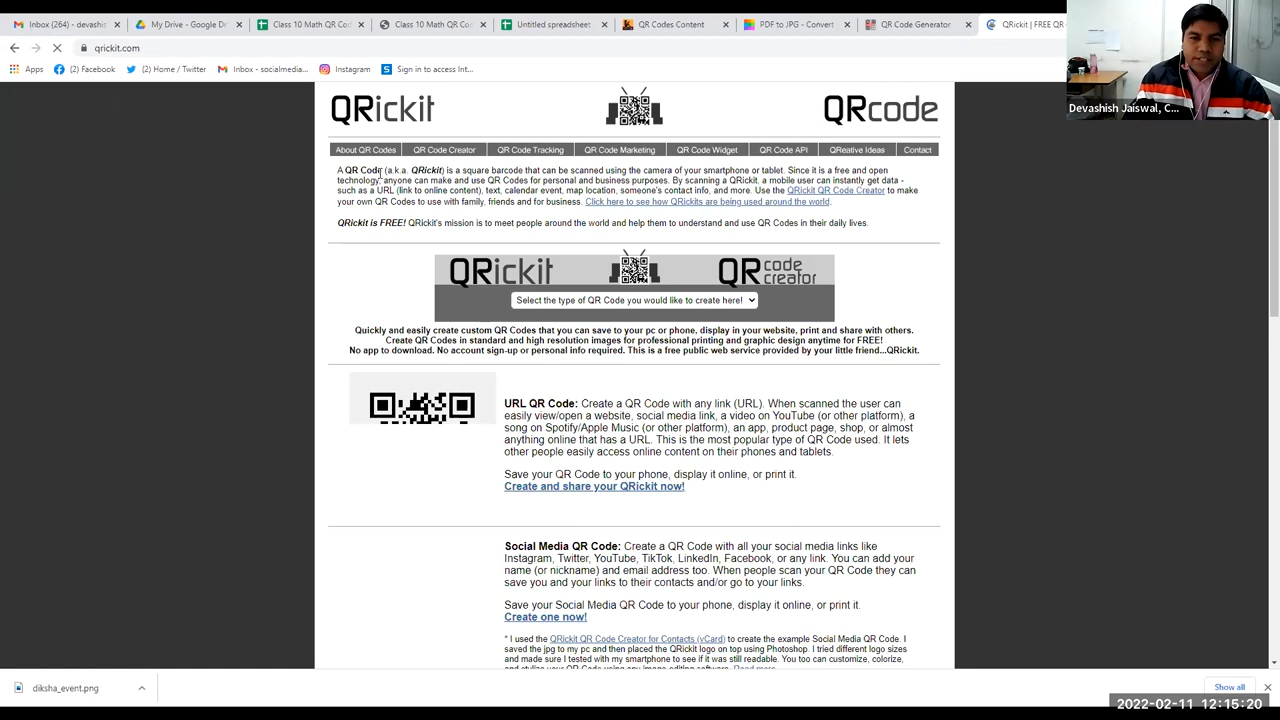 Inbox (264) - devashi
My Drive - Google Dri
Class 10 Math QR Cod
Class 10 Math QR Cod
Untitled spreadsheet
QR Codes Content
PDF to JPG - Convert
QR Code Generator
QRickit | FREE QR
qrickit.com
Apps
(2) Facebook
(2) Home / Twitter
Inbox - socialmedia...
Instagram
Sign in to access Int...
Devashish Jaiswal, C...
QRickit
QRcode
About QR Codes
QR Code Creator
QR Code Tracking
QR Code Marketing
QR Code Widget
QR Code API
QReative Ideas
Contact
A QR Code (a.k.a. QRickit) is a square barcode that can be scanned using the camera of your smartphone or tablet. Since it is a free and open
technology, anyone can make and use QR Codes for personal and business purposes. By scanning a QRickit, a mobile user can instantly get data -
such as a URL (link to online content), text, calendar event, map location, someone's contact info, and more. Use the QRickit QR Code Creator to make
your own QR Codes to use with family, friends and for business. Click here to see how QRickits are being used around the world.
QRickit is FREE! QRickit's mission is to meet people around the world and help them to understand and use QR Codes in their daily lives.
QRickit
QR code creator
Select the type of QR Code you would like to create here!
Quickly and easily create custom QR Codes that you can save to your pc or phone, display in your website, print and share with others.
Create QR Codes in standard and high resolution images for professional printing and graphic design anytime for FREE!
No app to download. No account sign-up or personal info required. This is a free public web service provided by your little friend...QRickit.
URL QR Code: Create a QR Code with any link (URL). When scanned the user can
easily view/open a website, social media link, a video on YouTube (or other platform), a
song on Spotify/Apple Music (or other platform), an app, product page, shop, or almost
anything online that has a URL. This is the most popular type of QR Code used. It lets
other people easily access online content on their phones and tablets.
Save your QR Code to your phone, display it online, or print it.
Create and share your QRickit now!
Social Media QR Code: Create a QR Code with all your social media links like
Instagram, Twitter, YouTube, TikTok, LinkedIn, Facebook, or any link. You can add your
name (or nickname) and email address too. When people scan your QR Code they can
save you and your links to their contacts and/or go to your links.
Save your Social Media QR Code to your phone, display it online, or print it.
Create one now!
* I used the QRickit QR Code Creator for Contacts (vCard) to create the example Social Media QR Code. I
saved the jpg to my pc and then placed the QRickit logo on top using Photoshop. I tried different logo sizes
and made sure I tested with my smartphone to see if it was still readable. You too can customize, colorize,
and stylize your QR Code using any image editing software. Read more
diksha_event.png
Show all
2022-02-11 12:15:20